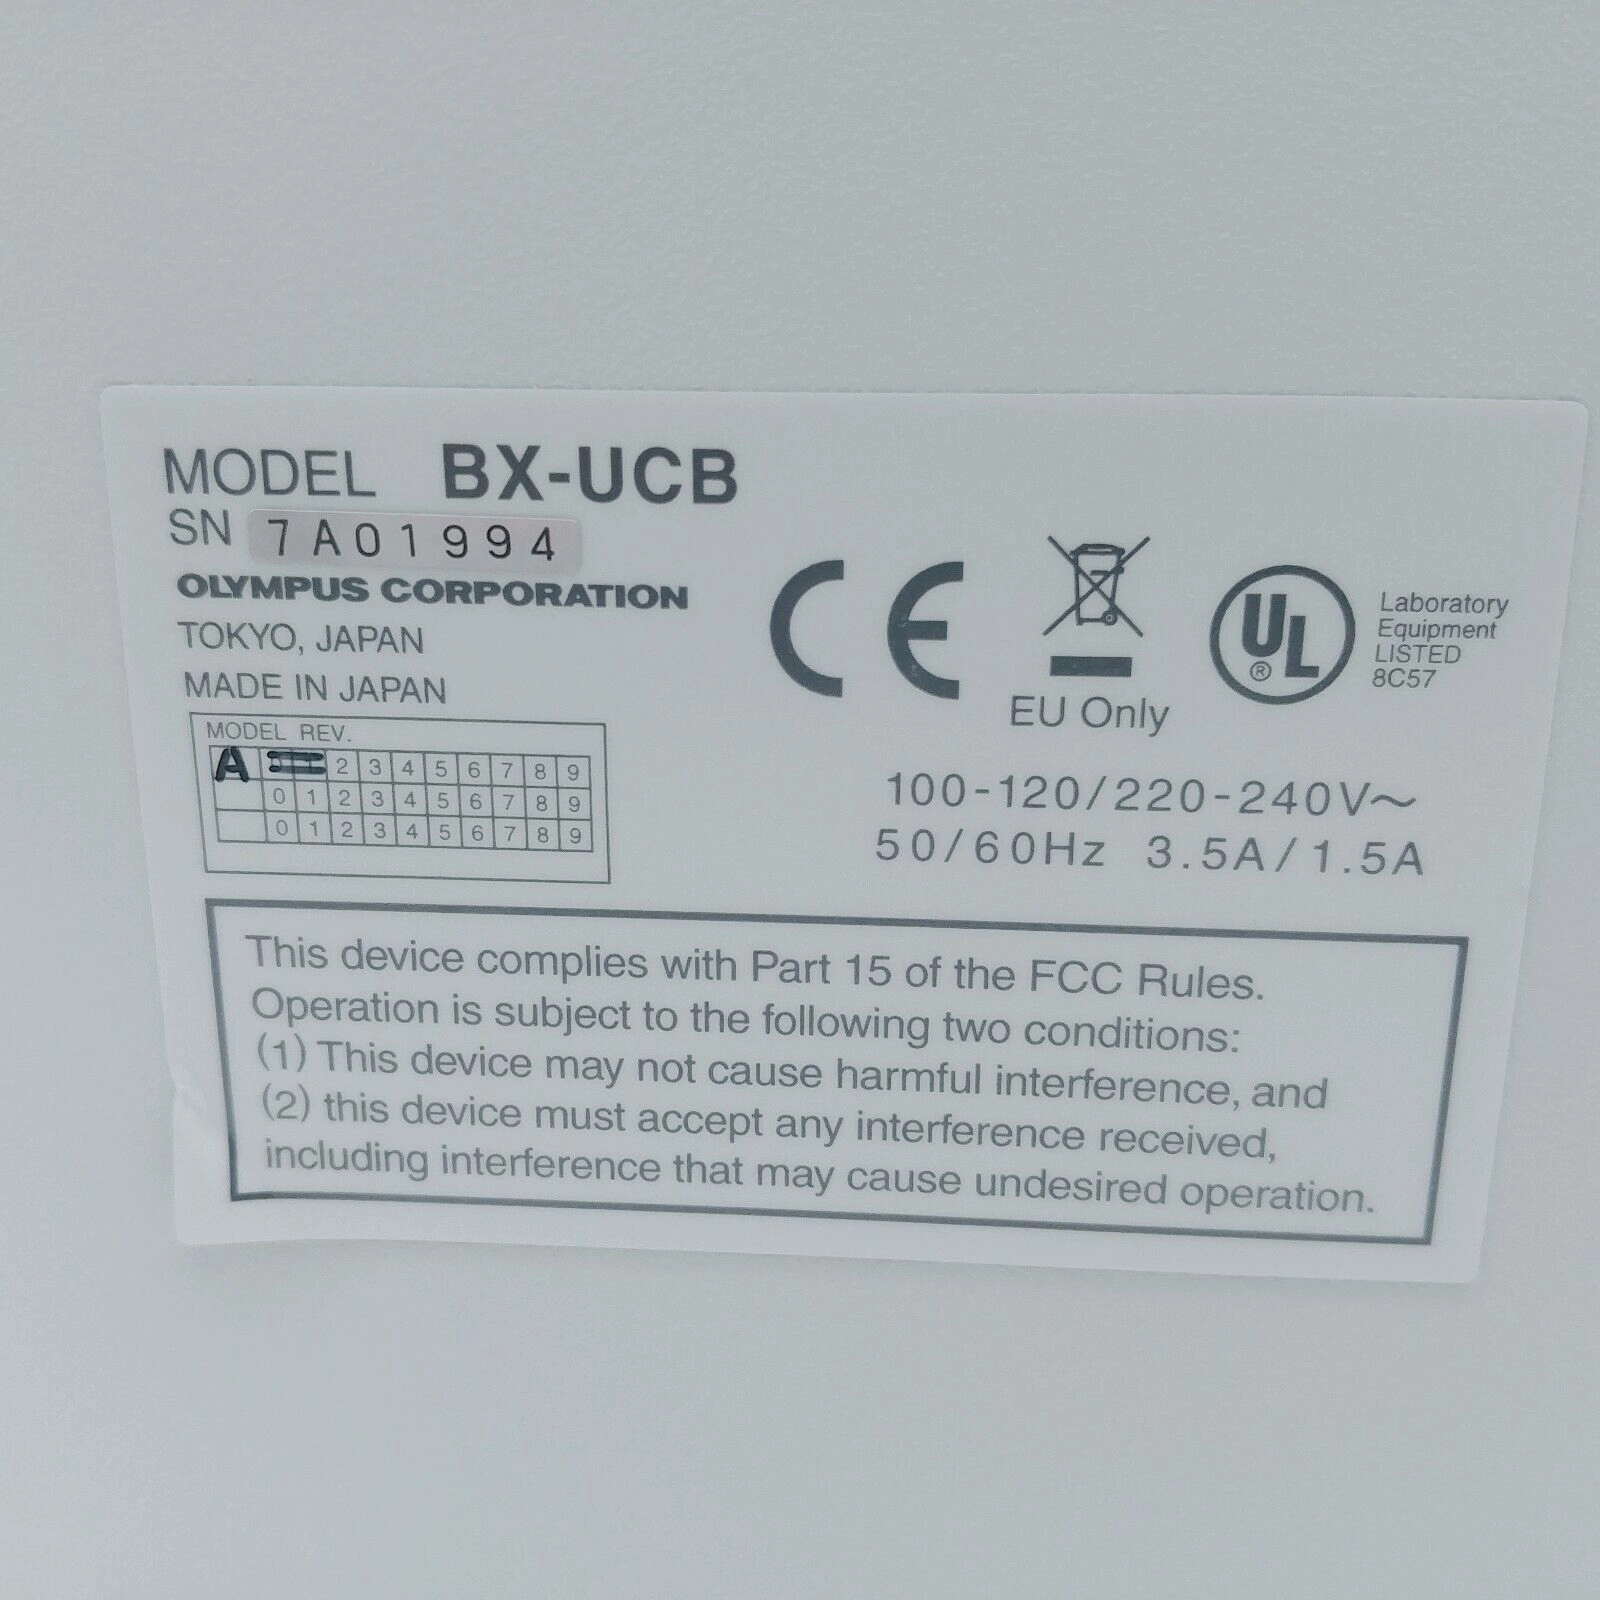 MODEL BX-UCB
SN 7A01994
OLYMPUS CORPORATION
TOKYO, JAPAN
MADE IN JAPAN
MODEL REV.
A 2 3 4 5 6 7 8 9
0 1 2 3 4 5 6 7 8 9
0 1 2 3 4 5 6 7 8 9
CE
EU Only
UL ®
Laboratory
Equipment
LISTED
8C57
100-120/220-240V~
50/60Hz 3.5A/1.5A
This device complies with Part 15 of the FCC Rules.
Operation is subject to the following two conditions:
(1) This device may not cause harmful interference, and
(2) this device must accept any interference received,
including interference that may cause undesired operation.